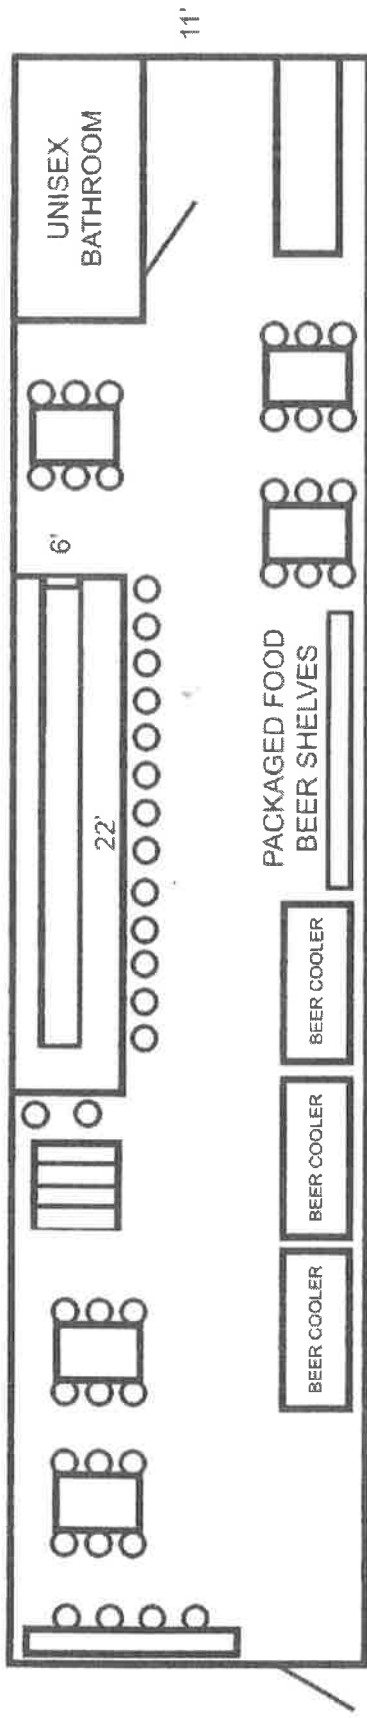 11'
UNISEX
BATHROOM
6'
22'
PACKAGED FOOD
BEER SHELVES
BEER COOLER
BEER COOLER
BEER COOLER